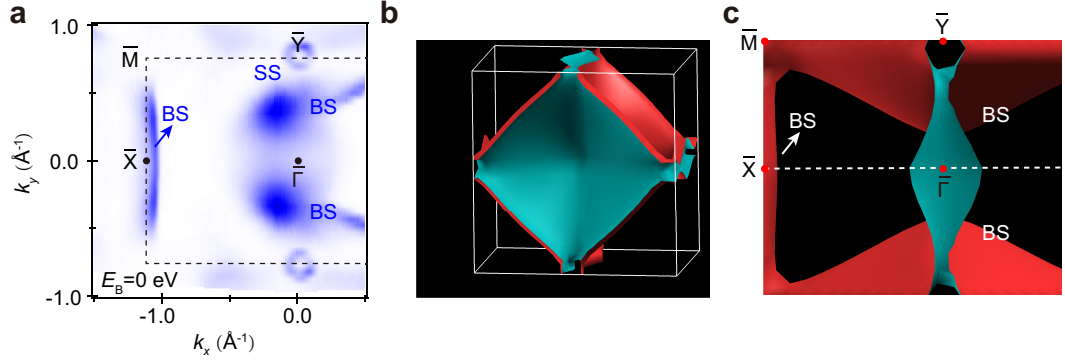 a
b
c
1.0
0.0
-1.0
k_y (Å⁻¹)
M̅
Y̅
SS
BS
BS
X̅
Γ̅
BS
E_B=0 eV
-1.0
0.0
k_x (Å⁻¹)
M̅
Y̅
BS
BS
X̅
Γ̅
BS